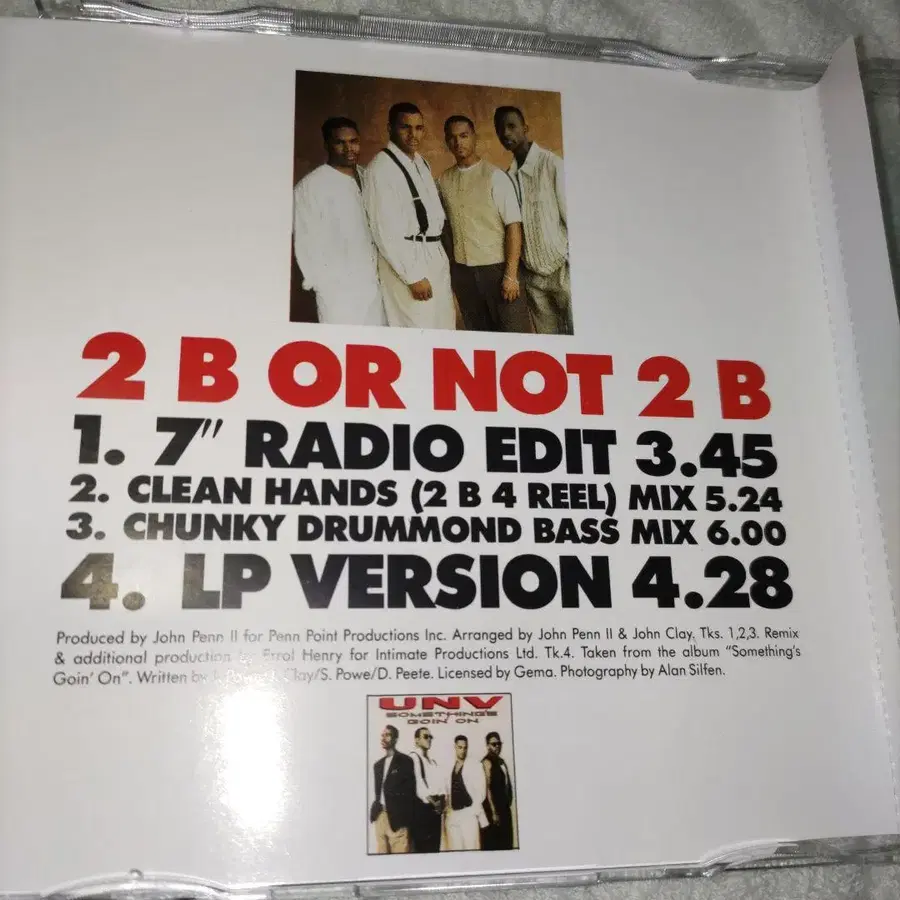 2 B OR NOT 2 B
1. 7" RADIO EDIT 3.45
2. CLEAN HANDS (2 B 4 REEL) MIX 5.24
3. CHUNKY DRUMMOND BASS MIX 6.00
4. LP VERSION 4.28
Produced by John Penn II for Penn Point Productions Inc. Arranged by John Penn II & John Clay. Tks. 1,2,3. Remix
& additional production by Errol Henry for Intimate Productions Ltd. Tk.4. Taken from the album "Something's
Goin' On". Written by Clay/S. Powe/D. Peete. Licensed by Gema. Photography by Alan Silfen.
UNV
SOMETHING'S
GOIN' ON